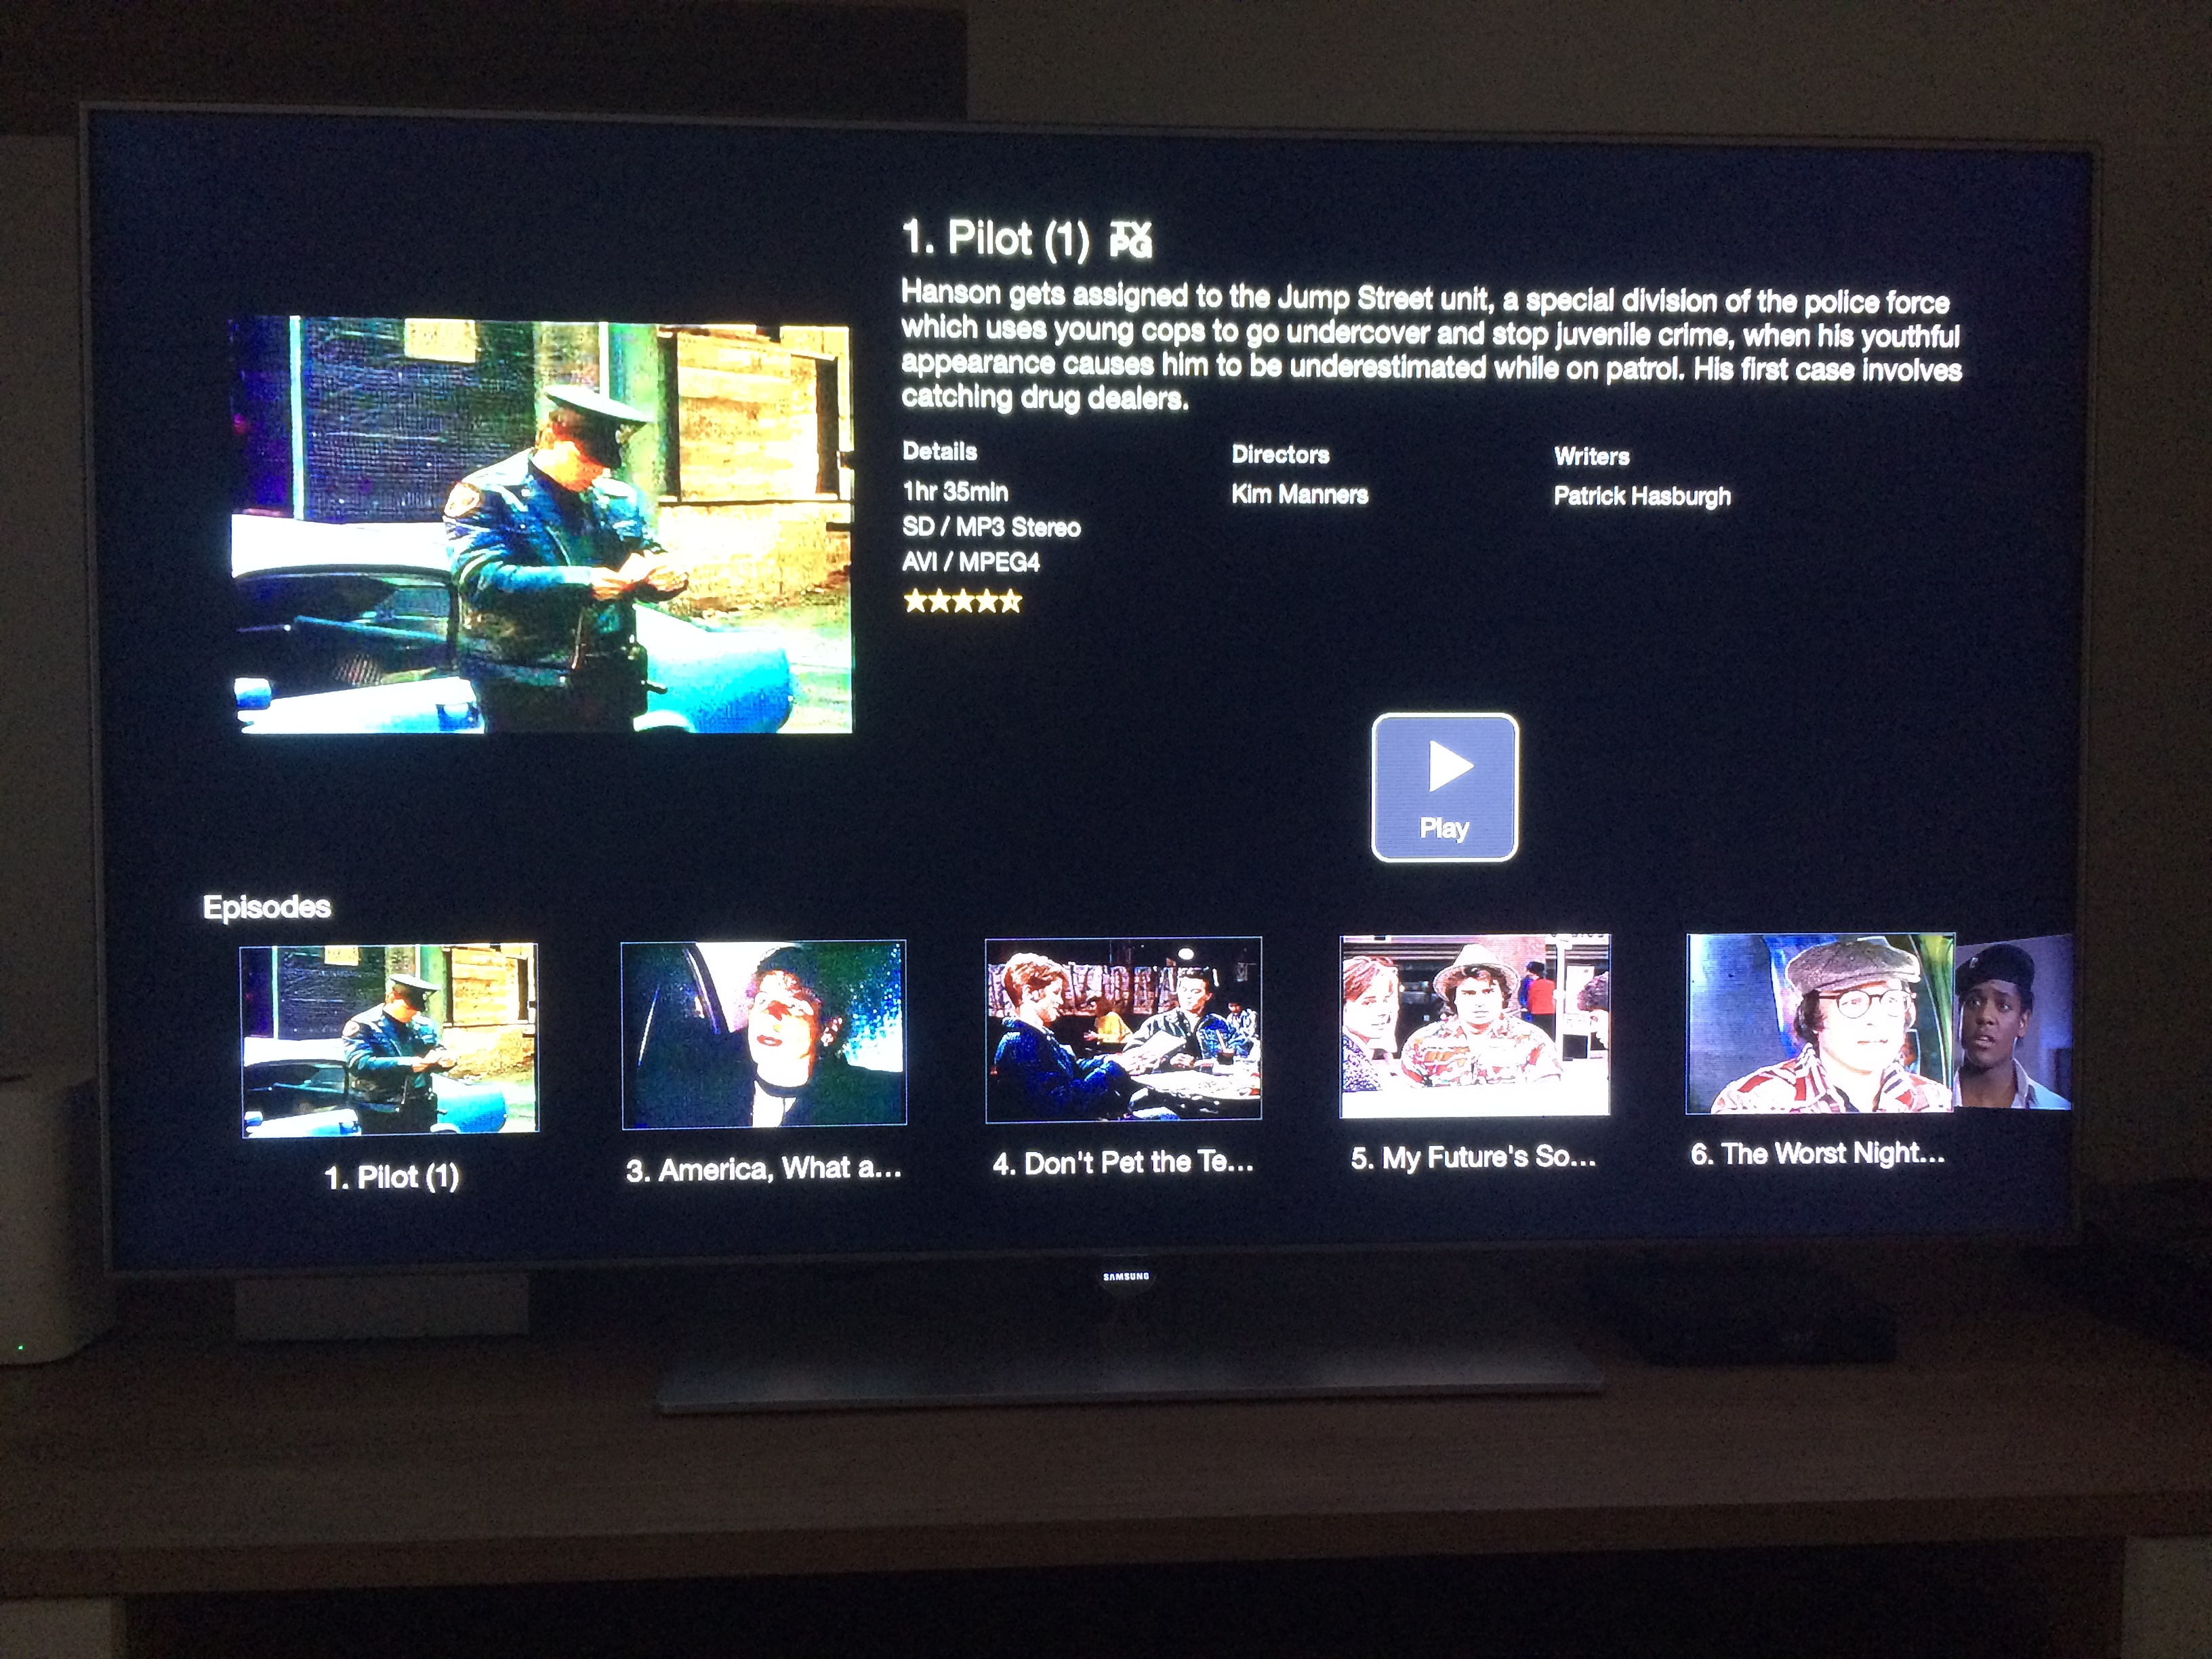 1. Pilot (1) TV PG
Hanson gets assigned to the Jump Street unit, a special division of the police force
which uses young cops to go undercover and stop juvenile crime, when his youthful
appearance causes him to be underestimated while on patrol. His first case involves
catching drug dealers.
Details
Directors
Writers
1hr 35min
Kim Manners
Patrick Hasburgh
SD / MP3 Stereo
AVI / MPEG4
Play
Episodes
1. Pilot (1)
3. America, What a...
4. Don't Pet the Te...
5. My Future's So...
6. The Worst Night...
SAMSUNG